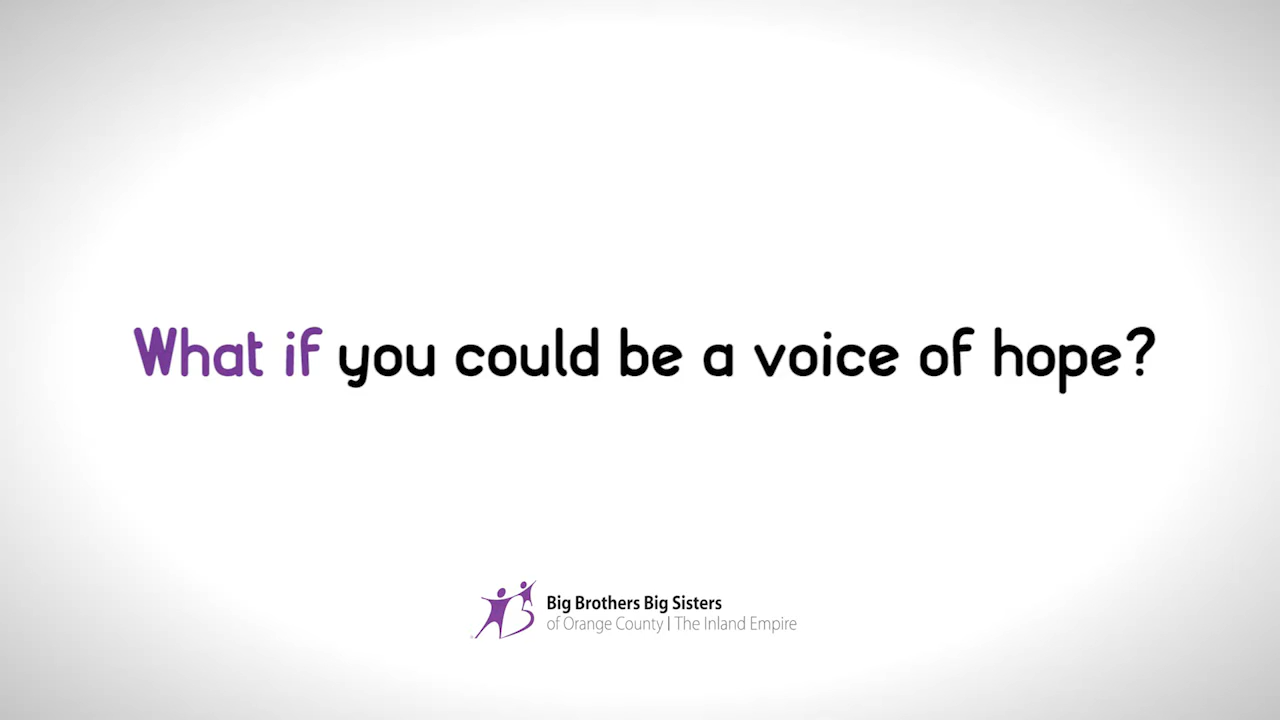 What if you could be a voice of hope?
Big Brothers Big Sisters
of Orange County | The Inland Empire